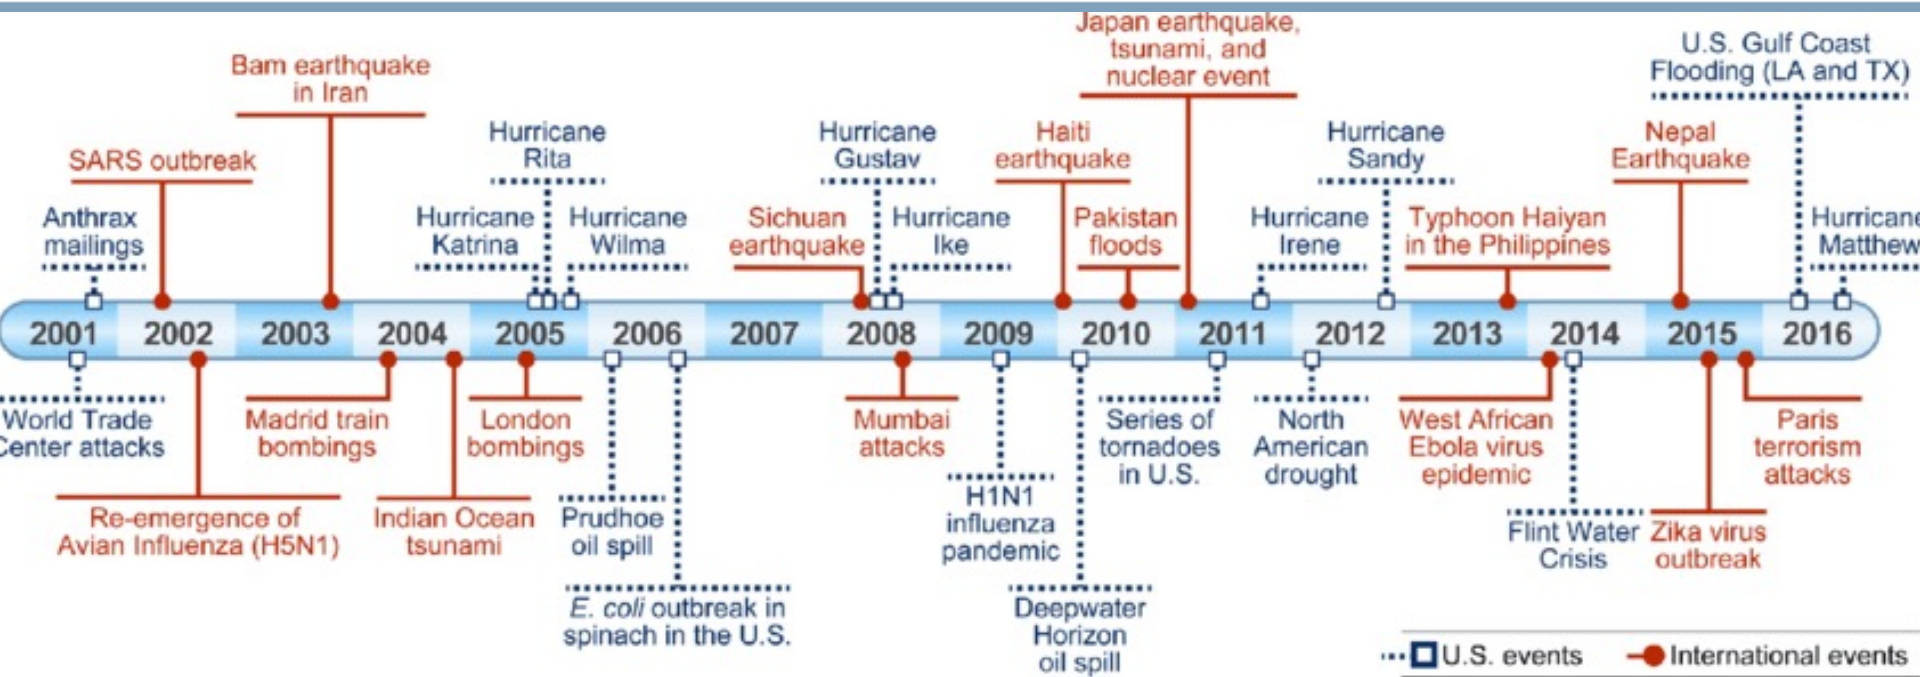 Japan earthquake,
tsunami, and
nuclear event
U.S. Gulf Coast
Flooding (LA and TX)
Bam earthquake
in Iran
Hurricane
Rita
Hurricane
Gustav
Haiti
earthquake
Hurricane
Sandy
Nepal
Earthquake
SARS outbreak
Anthrax
mailings
Hurricane
Katrina
Hurricane
Wilma
Sichuan
earthquake
Hurricane
Ike
Pakistan
floods
Hurricane
Irene
Typhoon Haiyan
in the Philippines
Hurricane
Matthew
2001 2002 2003 2004 2005 2006 2007 2008 2009 2010 2011 2012 2013 2014 2015 2016
World Trade
Center attacks
Madrid train
bombings
London
bombings
Mumbai
attacks
Series of
tornadoes
in U.S.
North
American
drought
West African
Ebola virus
epidemic
Paris
terrorism
attacks
Re-emergence of
Avian Influenza (H5N1)
Indian Ocean
tsunami
Prudhoe
oil spill
H1N1
influenza
pandemic
Flint Water
Crisis
Zika virus
outbreak
E. coli outbreak in
spinach in the U.S.
Deepwater
Horizon
oil spill
U.S. events
International events